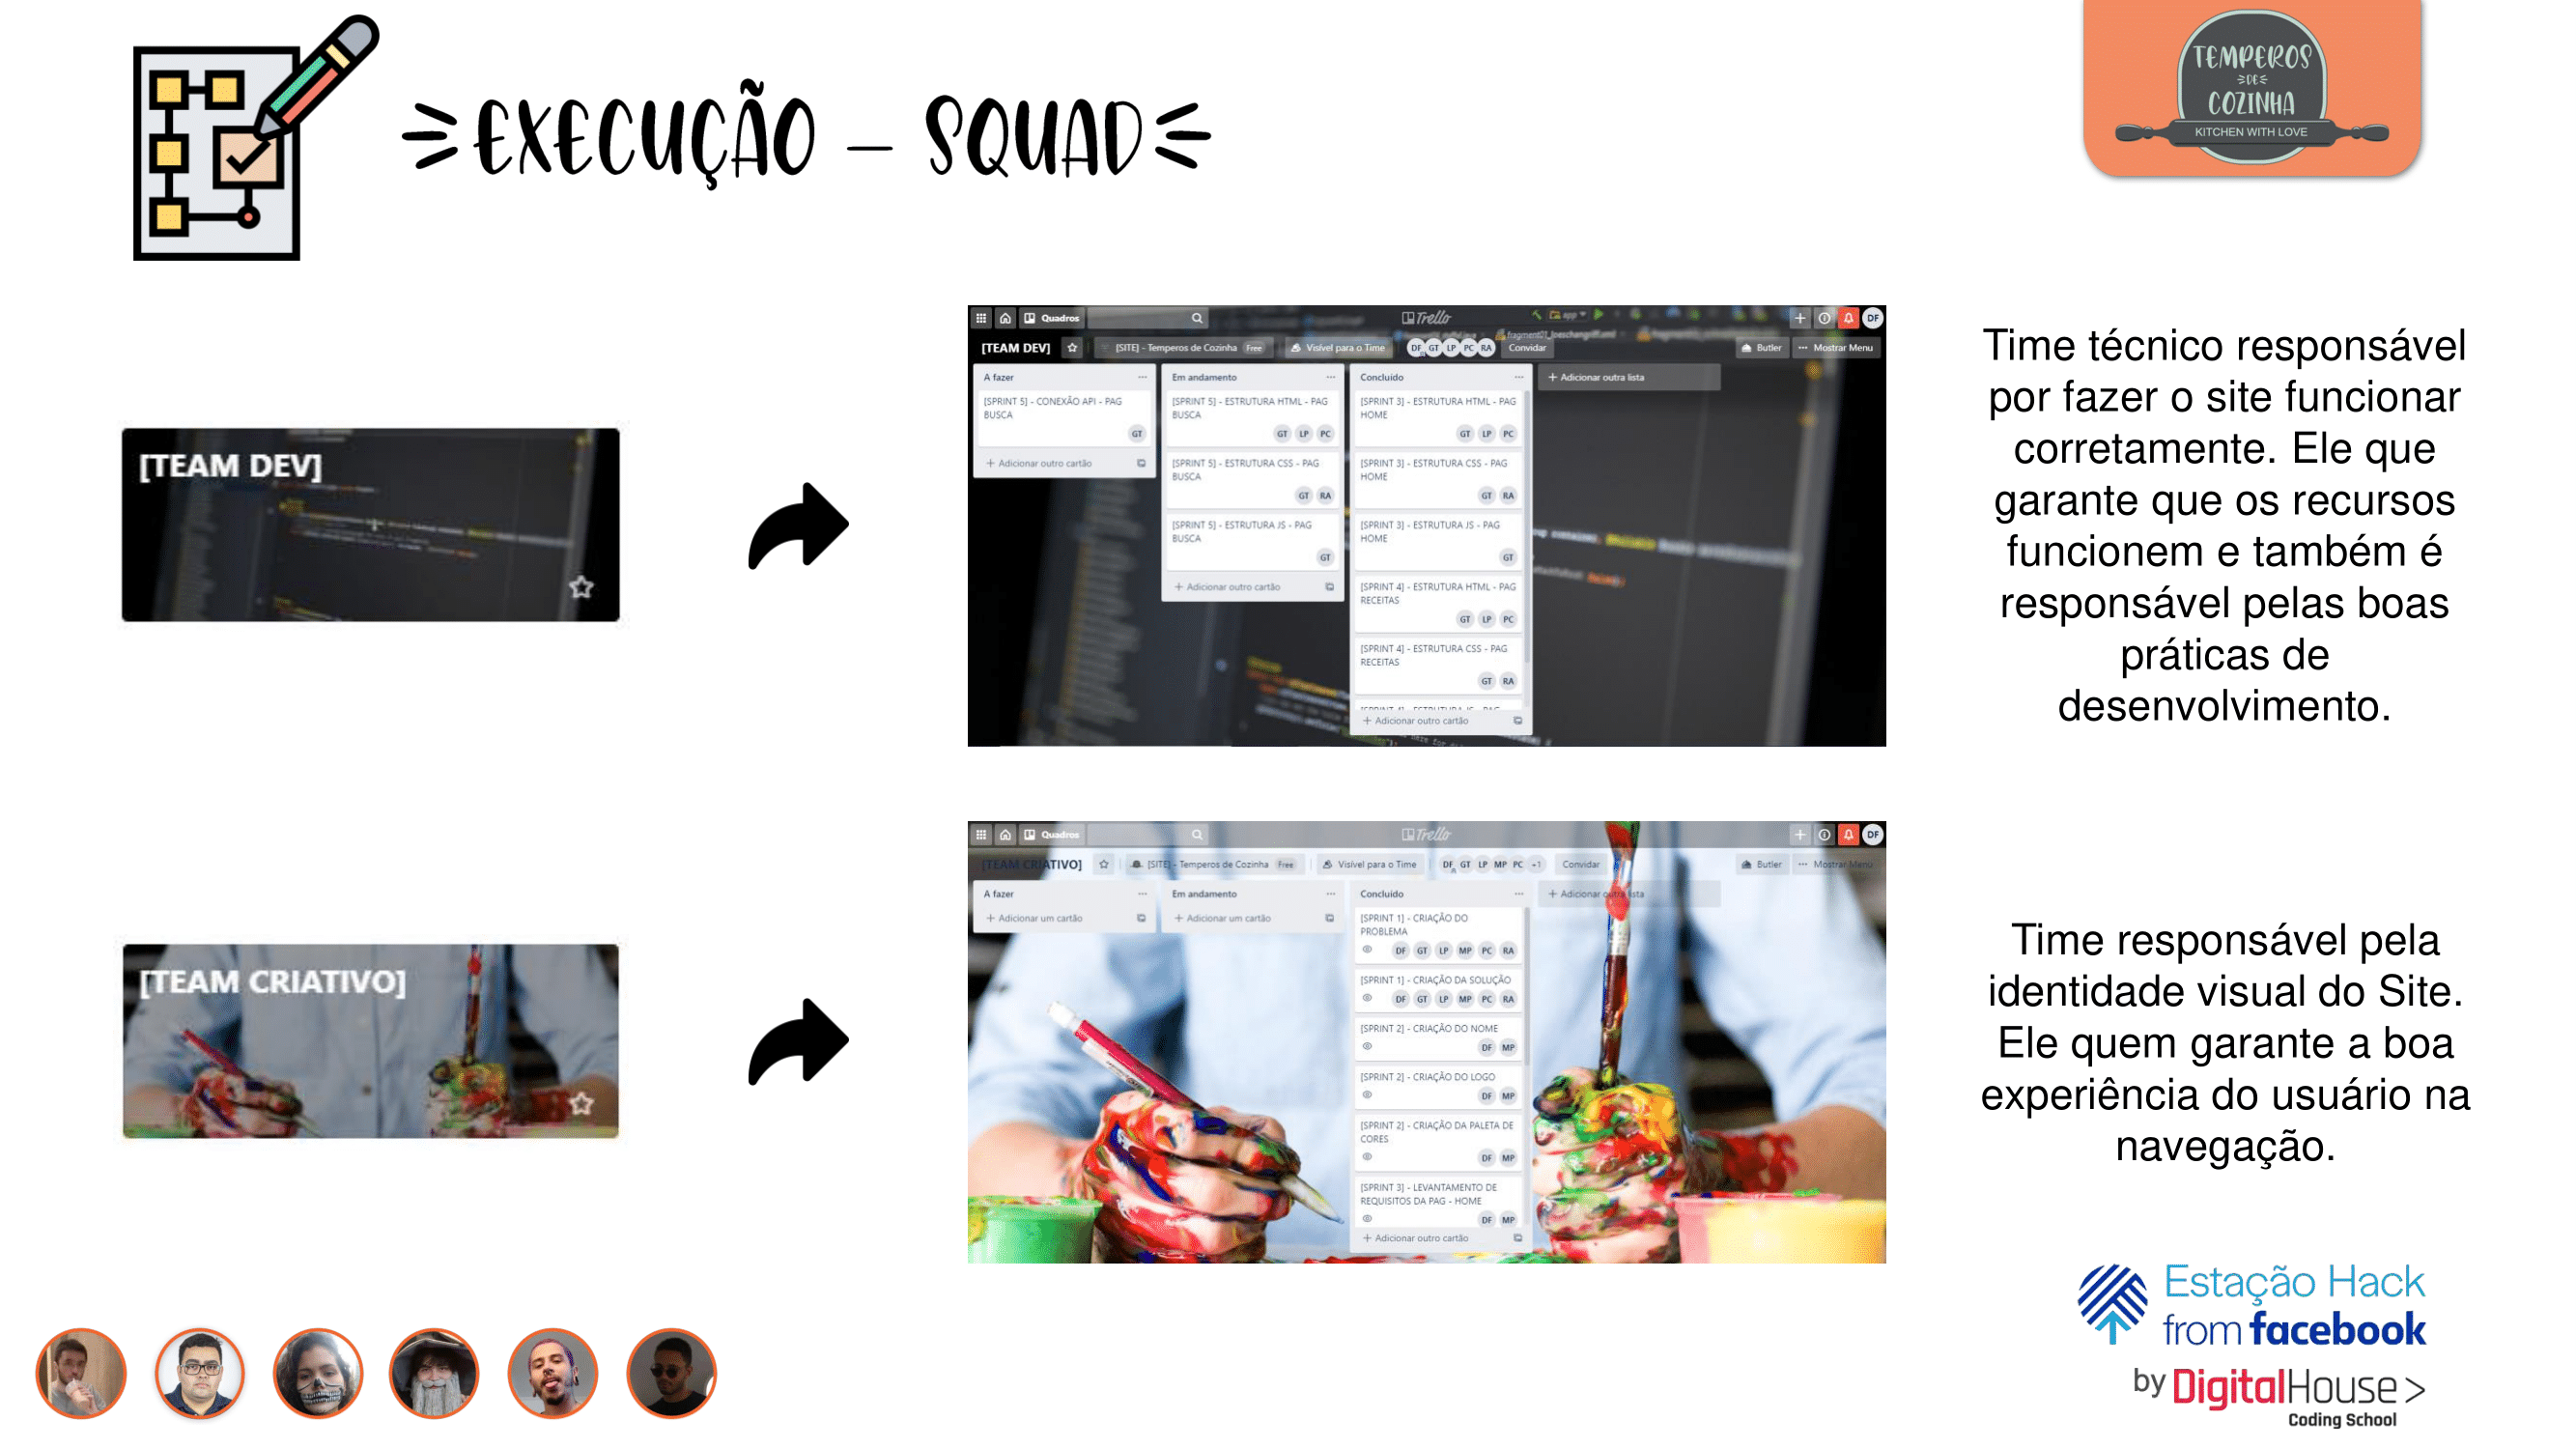 EXECUÇÃO – SQUAD
TEMPEROS
DE
COZINHA
KITCHEN WITH LOVE
[TEAM DEV]
Quadros
Trello
app
DF
[TEAM DEV]
[SITE] - Temperos de Cozinha Free
Visível para o Time
DF GT LP PC RA
Convidar
Butler
Mostrar Menu
A fazer
[SPRINT 5] - CONEXÃO API - PAG
BUSCA
GT
+ Adicionar outro cartão
Em andamento
[SPRINT 5] - ESTRUTURA HTML - PAG
BUSCA
GT LP PC
[SPRINT 5] - ESTRUTURA CSS - PAG
BUSCA
GT RA
[SPRINT 5] - ESTRUTURA JS - PAG
BUSCA
GT
+ Adicionar outro cartão
Concluído
[SPRINT 3] - ESTRUTURA HTML - PAG
HOME
GT LP PC
[SPRINT 3] - ESTRUTURA CSS - PAG
HOME
GT RA
[SPRINT 3] - ESTRUTURA JS - PAG
HOME
GT
[SPRINT 4] - ESTRUTURA HTML - PAG
RECEITAS
GT LP PC
[SPRINT 4] - ESTRUTURA CSS - PAG
RECEITAS
GT RA
[SPRINT 4] - ESTRUTURA JS - PAG
+ Adicionar outro cartão
+ Adicionar outra lista
Time técnico responsável
por fazer o site funcionar
corretamente. Ele que
garante que os recursos
funcionem e também é
responsável pelas boas
práticas de
desenvolvimento.
[TEAM CRIATIVO]
Quadros
Trello
DF
[TEAM CRIATIVO]
[SITE] - Temperos de Cozinha Free
Visível para o Time
DF GT LP MP PC +1
Convidar
Butler
Mostrar Menu
A fazer
+ Adicionar um cartão
Em andamento
+ Adicionar um cartão
Concluído
[SPRINT 1] - CRIAÇÃO DO
PROBLEMA
DF GT LP MP PC RA
[SPRINT 1] - CRIAÇÃO DA SOLUÇÃO
DF GT LP MP PC RA
[SPRINT 2] - CRIAÇÃO DO NOME
DF MP
[SPRINT 2] - CRIAÇÃO DO LOGO
DF MP
[SPRINT 2] - CRIAÇÃO DA PALETA DE
CORES
DF MP
[SPRINT 3] - LEVANTAMENTO DE
REQUISITOS DA PAG - HOME
DF MP
+ Adicionar outro cartão
+ Adicionar outra lista
Time responsável pela
identidade visual do Site.
Ele quem garante a boa
experiência do usuário na
navegação.
Estação Hack
from facebook
by DigitalHouse >
Coding School